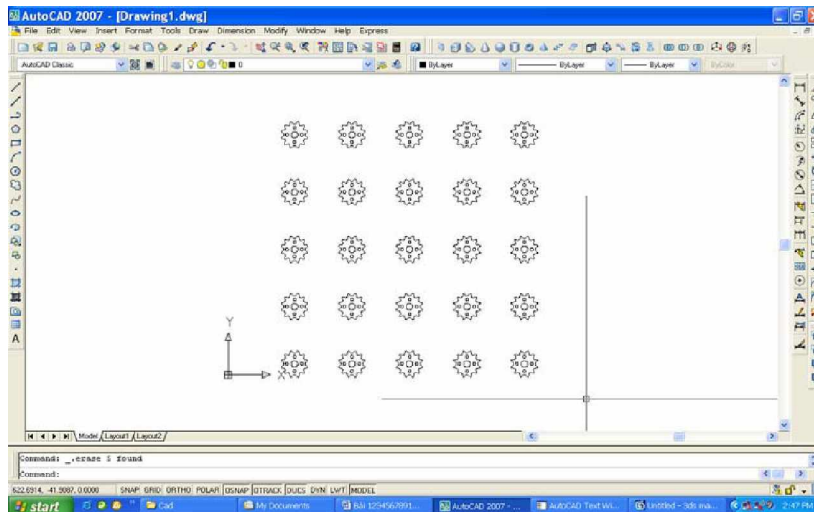 AutoCAD 2007 - [Drawing1.dwg]
File Edit View Insert Format Tools Draw Dimension Modify Window Help Express
AutoCAD Classic 0 ByLayer ByLayer ByLayer ByColor
Y
X
Model Layout1 Layout2
Command: _.erase 1 found
Command:
622.6914, -41.9087, 0.0000 SNAP GRID ORTHO POLAR OSNAP OTRACK DUCS DYN LWT MODEL
start Cad My Documents AutoCAD 2007 - ... AutoCAD Text Wi... Untitled - 3ds ma... 2:47 PM